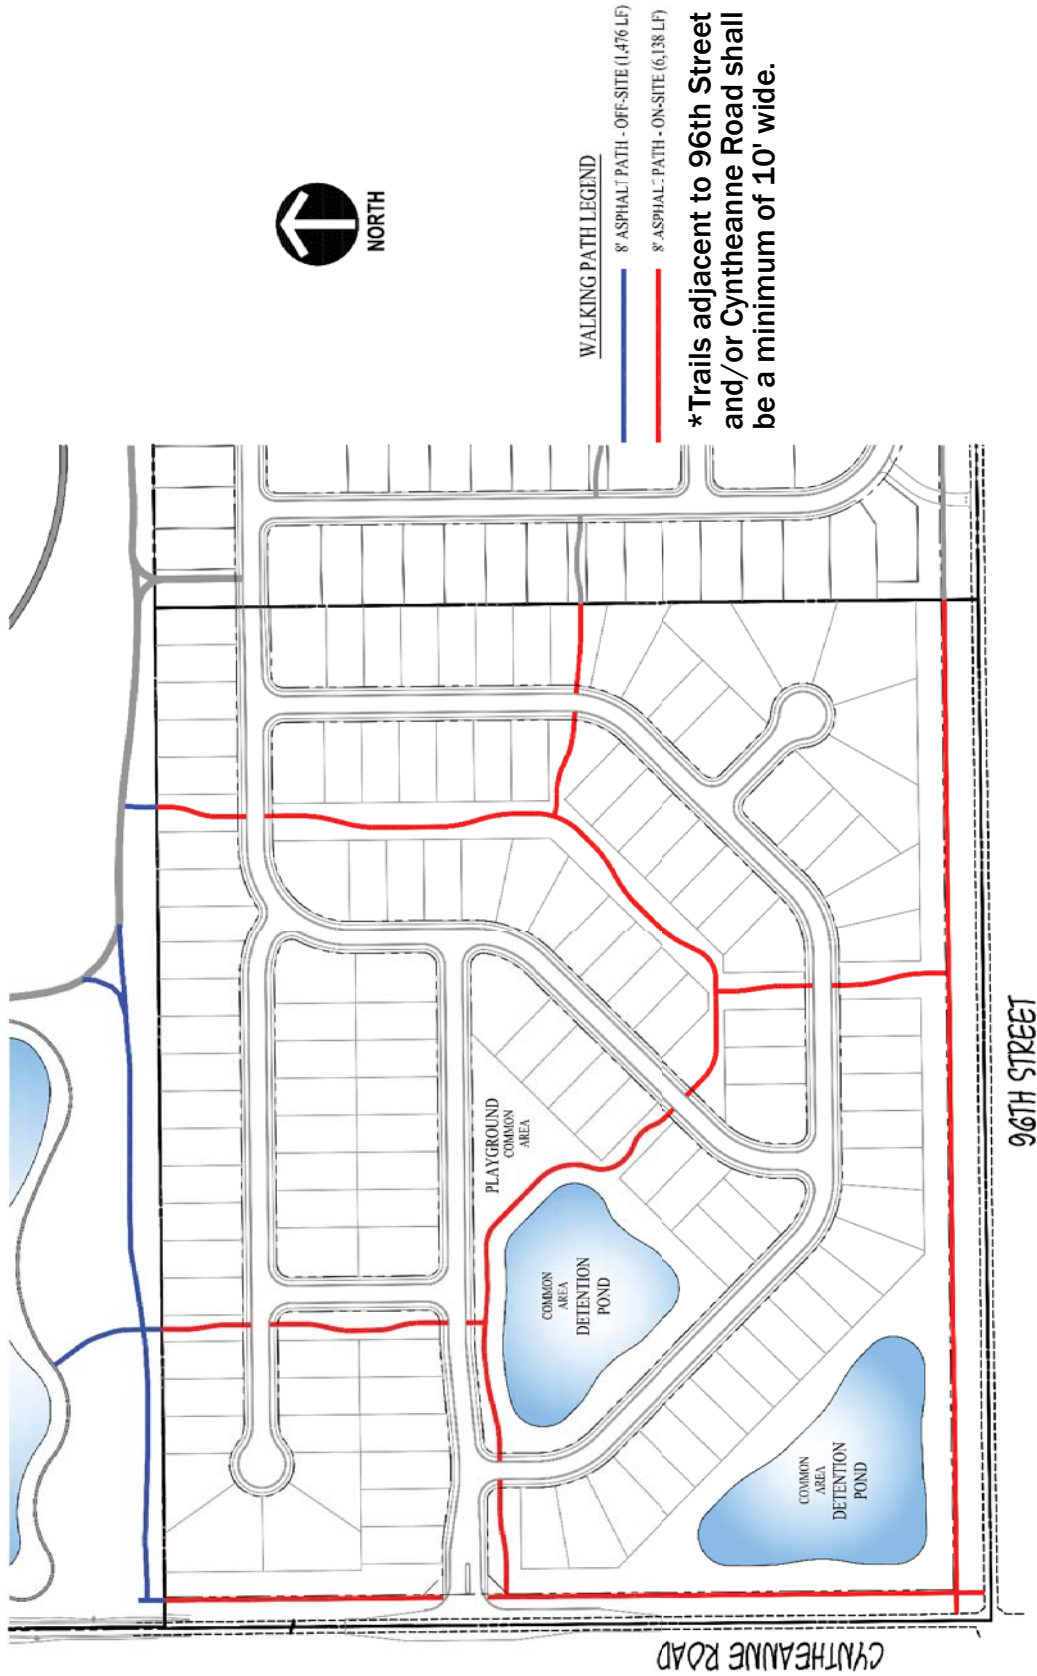 NORTH
WALKING PATH LEGEND
8' ASPHALT PATH - OFF-SITE (1,476 LF)
8' ASPHALT PATH - ON-SITE (6,138 LF)
*Trails adjacent to 96th Street
and/or Cyntheanne Road shall
be a minimum of 10' wide.
PLAYGROUND
COMMON
AREA
COMMON
AREA
DETENTION
POND
COMMON
AREA
DETENTION
POND
96TH STREET
CYNTHEANNE ROAD